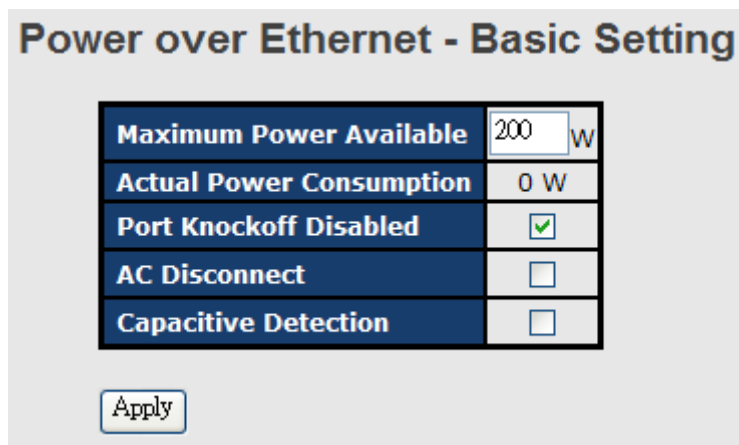 Power over Ethernet - Basic Setting
Maximum Power Available 200 W
Actual Power Consumption 0 W
Port Knockoff Disabled
AC Disconnect
Capacitive Detection
Apply